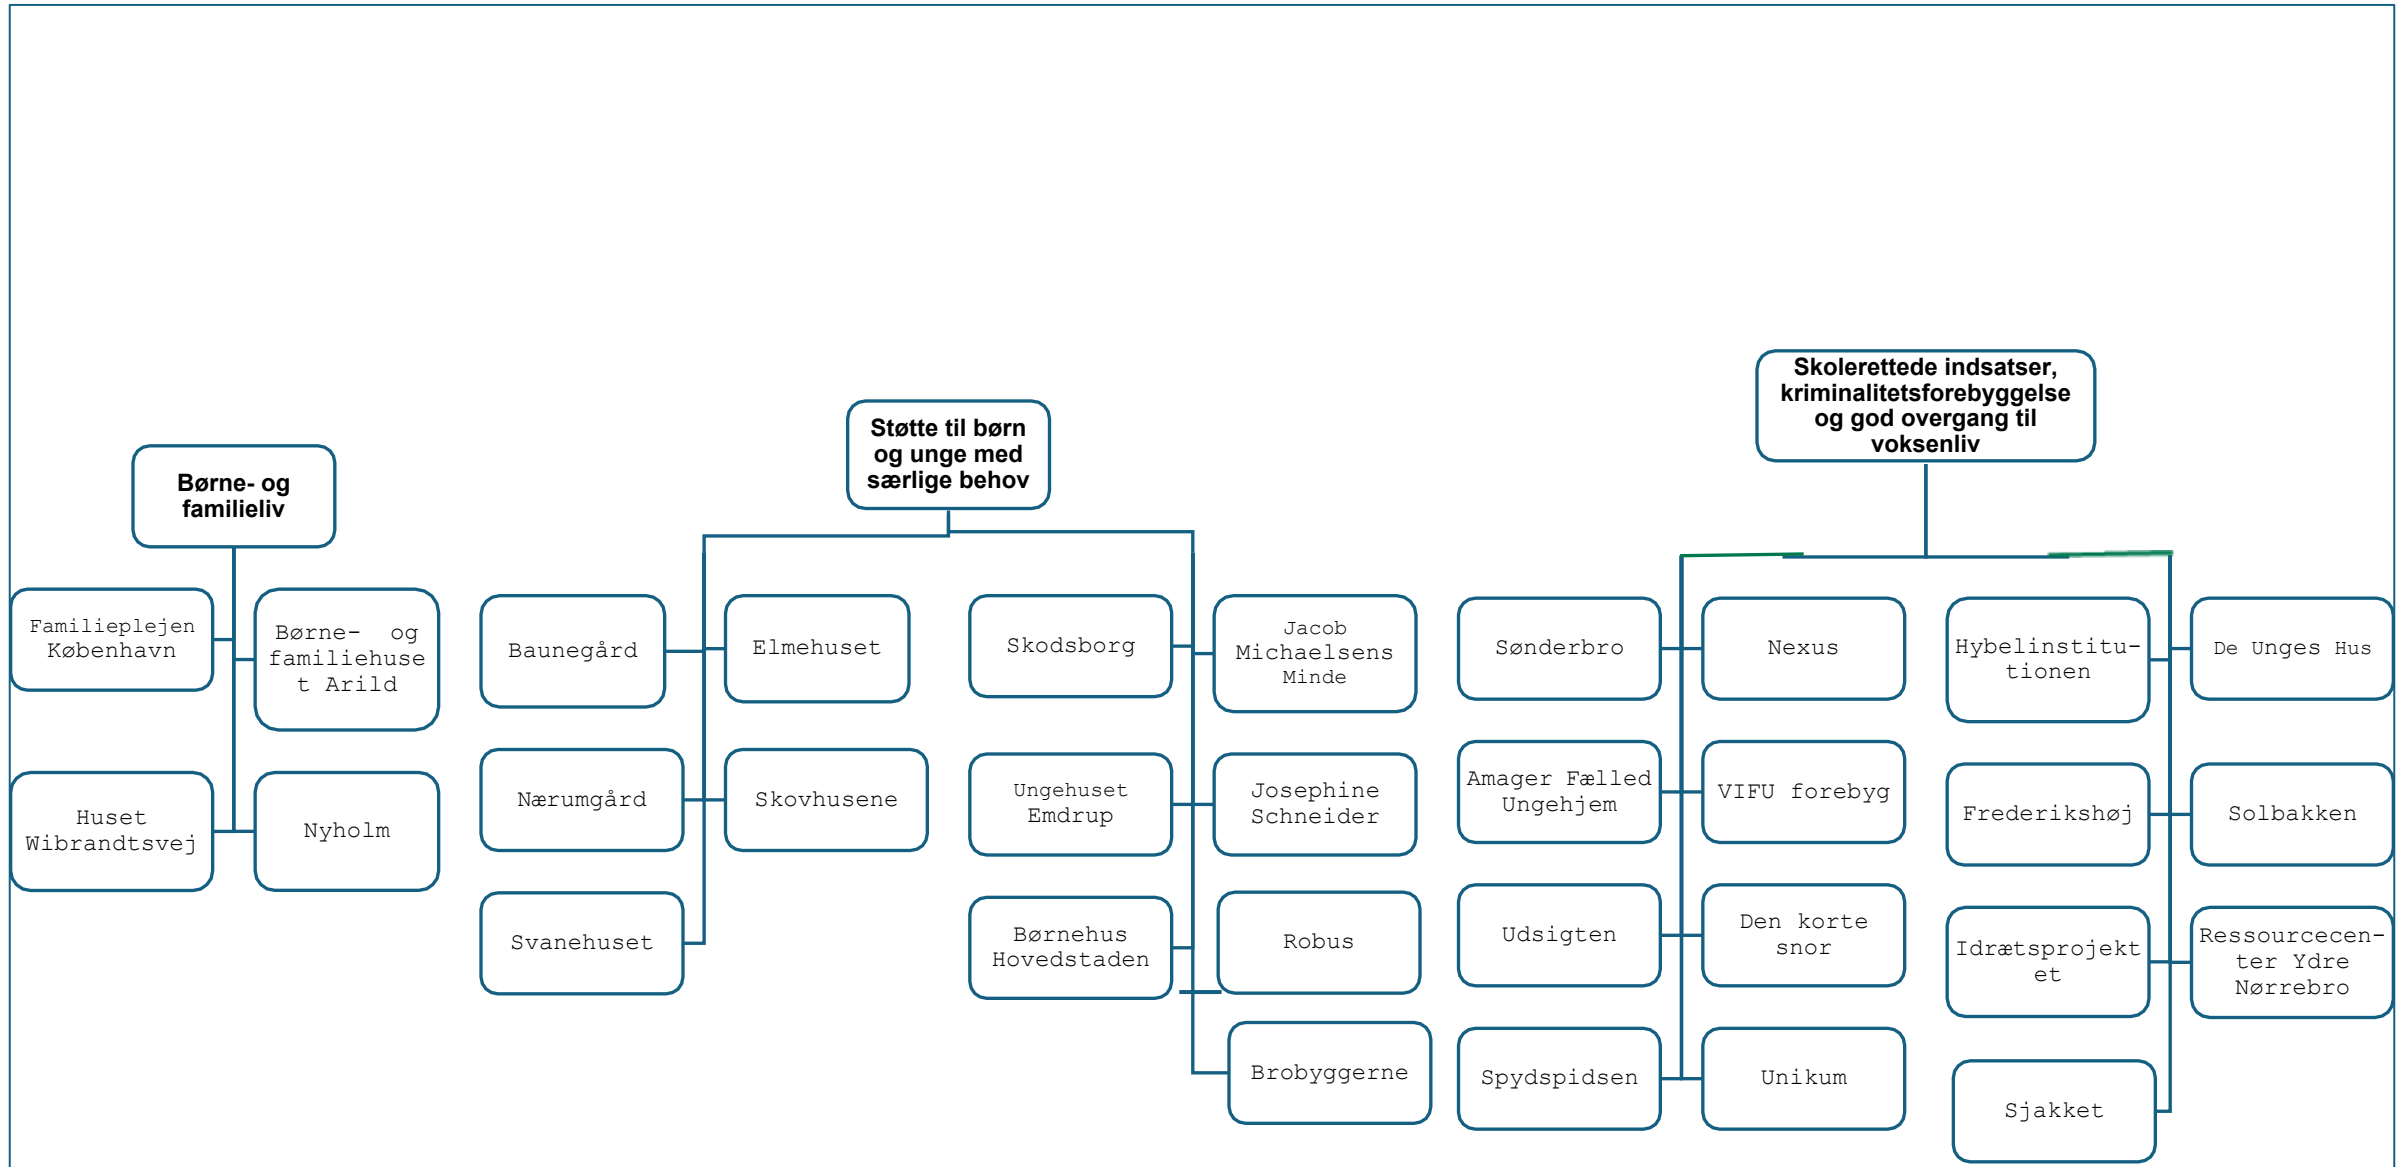 Børne- og
familieliv
Familieplejen
København
Børne-  og
familiehuse
t Arild
Huset
Wibrandtsvej
Nyholm
Støtte til børn
og unge med
særlige behov
Baunegård
Elmehuset
Nærumgård
Skovhusene
Svanehuset
Skodsborg
Jacob
Michaelsens
Minde
Ungehuset
Emdrup
Josephine
Schneider
Børnehus
Hovedstaden
Robus
Brobyggerne
Skolerettede indsatser,
kriminalitetsforebyggelse
og god overgang til
voksenliv
Sønderbro
Nexus
Amager Fælled
Ungehjem
VIFU forebyg
Udsigten
Den korte
snor
Spydspidsen
Unikum
Hybelinstitu-
tionen
De Unges Hus
Frederikshøj
Solbakken
Idrætsprojekt
et
Ressourcecen-
ter Ydre
Nørrebro
Sjakket